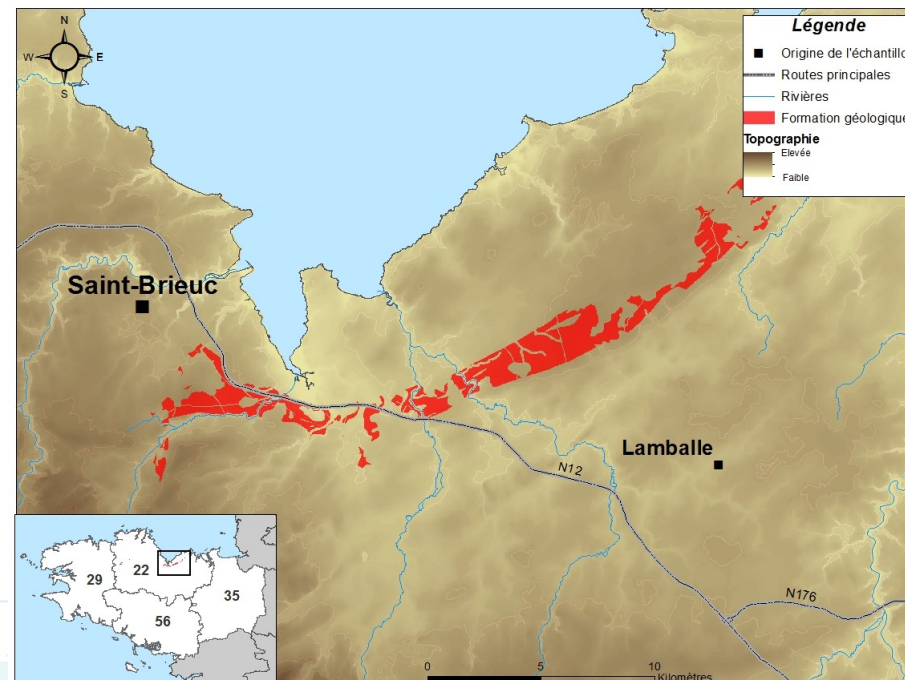 N
W E
S
Légende
Origine de l'échantillo
Routes principales
Rivières
Formation géologique
Topographie
Elevée
Faible
Saint-Brieuc
Lamballe
N12
N176
29
22
35
56
0 5 10
Kilomètres